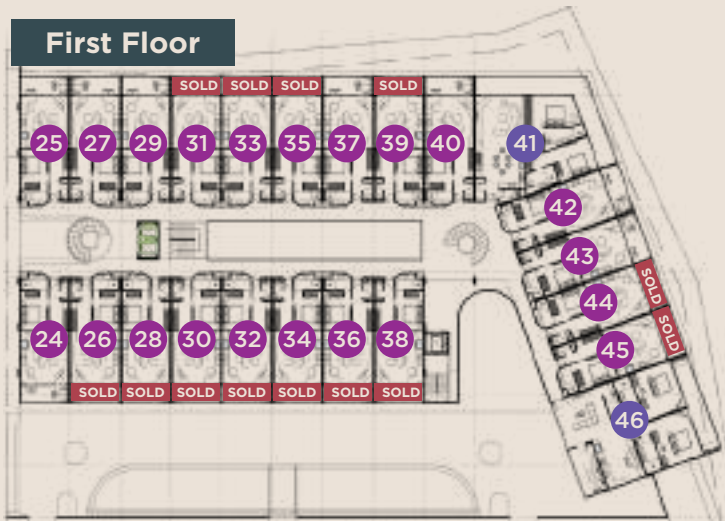 First Floor
SOLD SOLD SOLD SOLD
25 27 29 31 33 35 37 39 40 41
42
43
SOLD
44
SOLD
45
24 26 28 30 32 34 36 38
SOLD SOLD SOLD SOLD SOLD SOLD SOLD
46